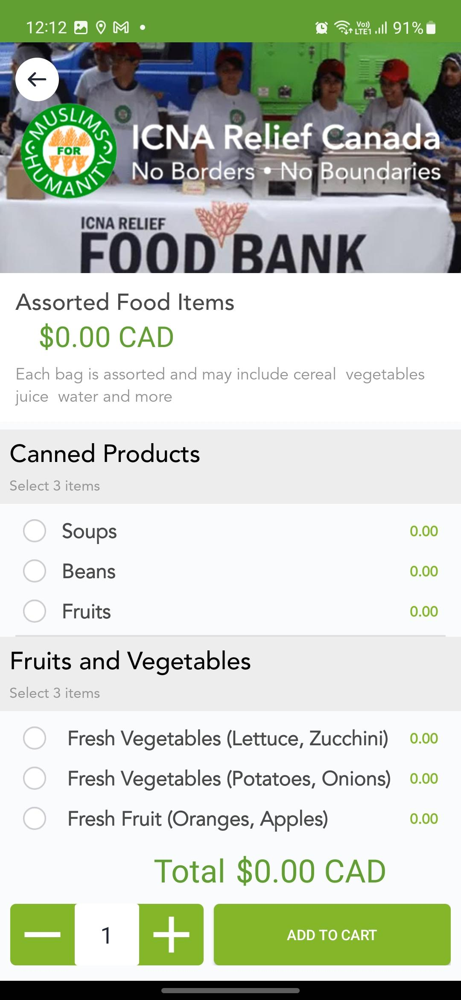 12:12
Vo)) LTE1
91%
MUSLIMS FOR HUMANITY
ICNA Relief Canada
No Borders • No Boundaries
ICNA RELIEF
FOOD BANK
Assorted Food Items
$0.00 CAD
Each bag is assorted and may include cereal  vegetables
juice  water and more
Canned Products
Select 3 items
Soups 0.00
Beans 0.00
Fruits 0.00
Fruits and Vegetables
Select 3 items
Fresh Vegetables (Lettuce, Zucchini) 0.00
Fresh Vegetables (Potatoes, Onions) 0.00
Fresh Fruit (Oranges, Apples) 0.00
Total $0.00 CAD
1
ADD TO CART